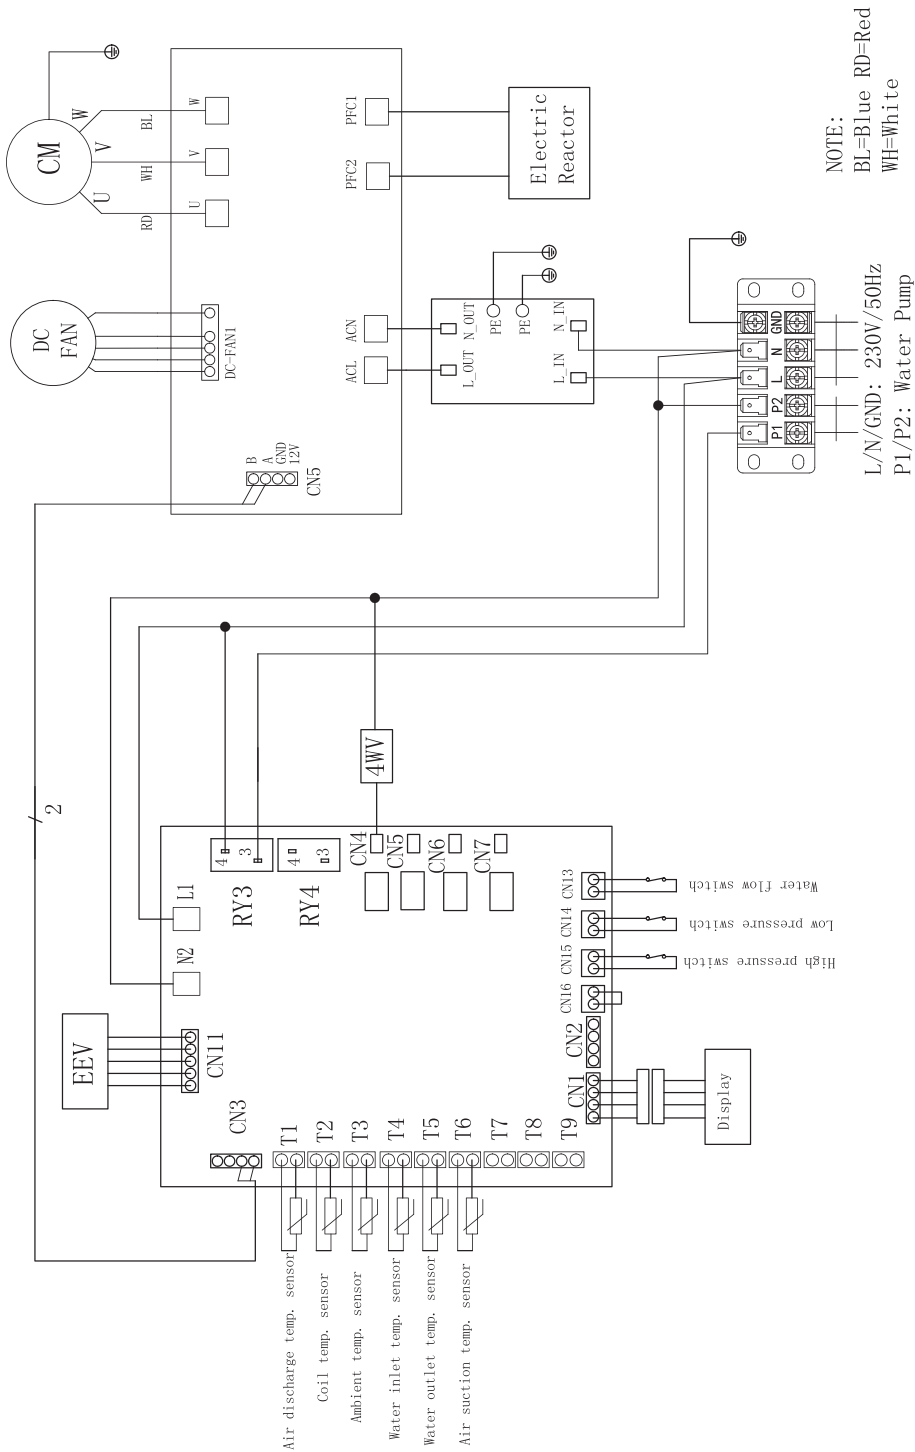 CM
U
V
W
RD
WH
BL
U
V
W
DC
FAN
DC-FAN1
PFC2
PFC1
Electric
Reactor
ACL
ACN
L_OUT
N_OUT
PE
PE
L_IN
N_IN
B
A
GND
12V
CN5
P1
P2
L
N
GND
L/N/GND: 230V/50Hz
P1/P2: Water Pump
NOTE:
BL=Blue RD=Red
WH=White
2
EEV
CN11
CN3
N2
L1
4
3
RY3
4
3
RY4
4WV
CN4
CN5
CN6
CN7
T1
T2
T3
T4
T5
T6
T7
T8
T9
Air discharge temp. sensor
Coil temp. sensor
Ambient temp. sensor
Water inlet temp. sensor
Water outlet temp. sensor
Air suction temp. sensor
CN1
CN2
CN16
CN15
CN14
CN13
High pressure switch
Low pressure switch
Water flow switch
Display